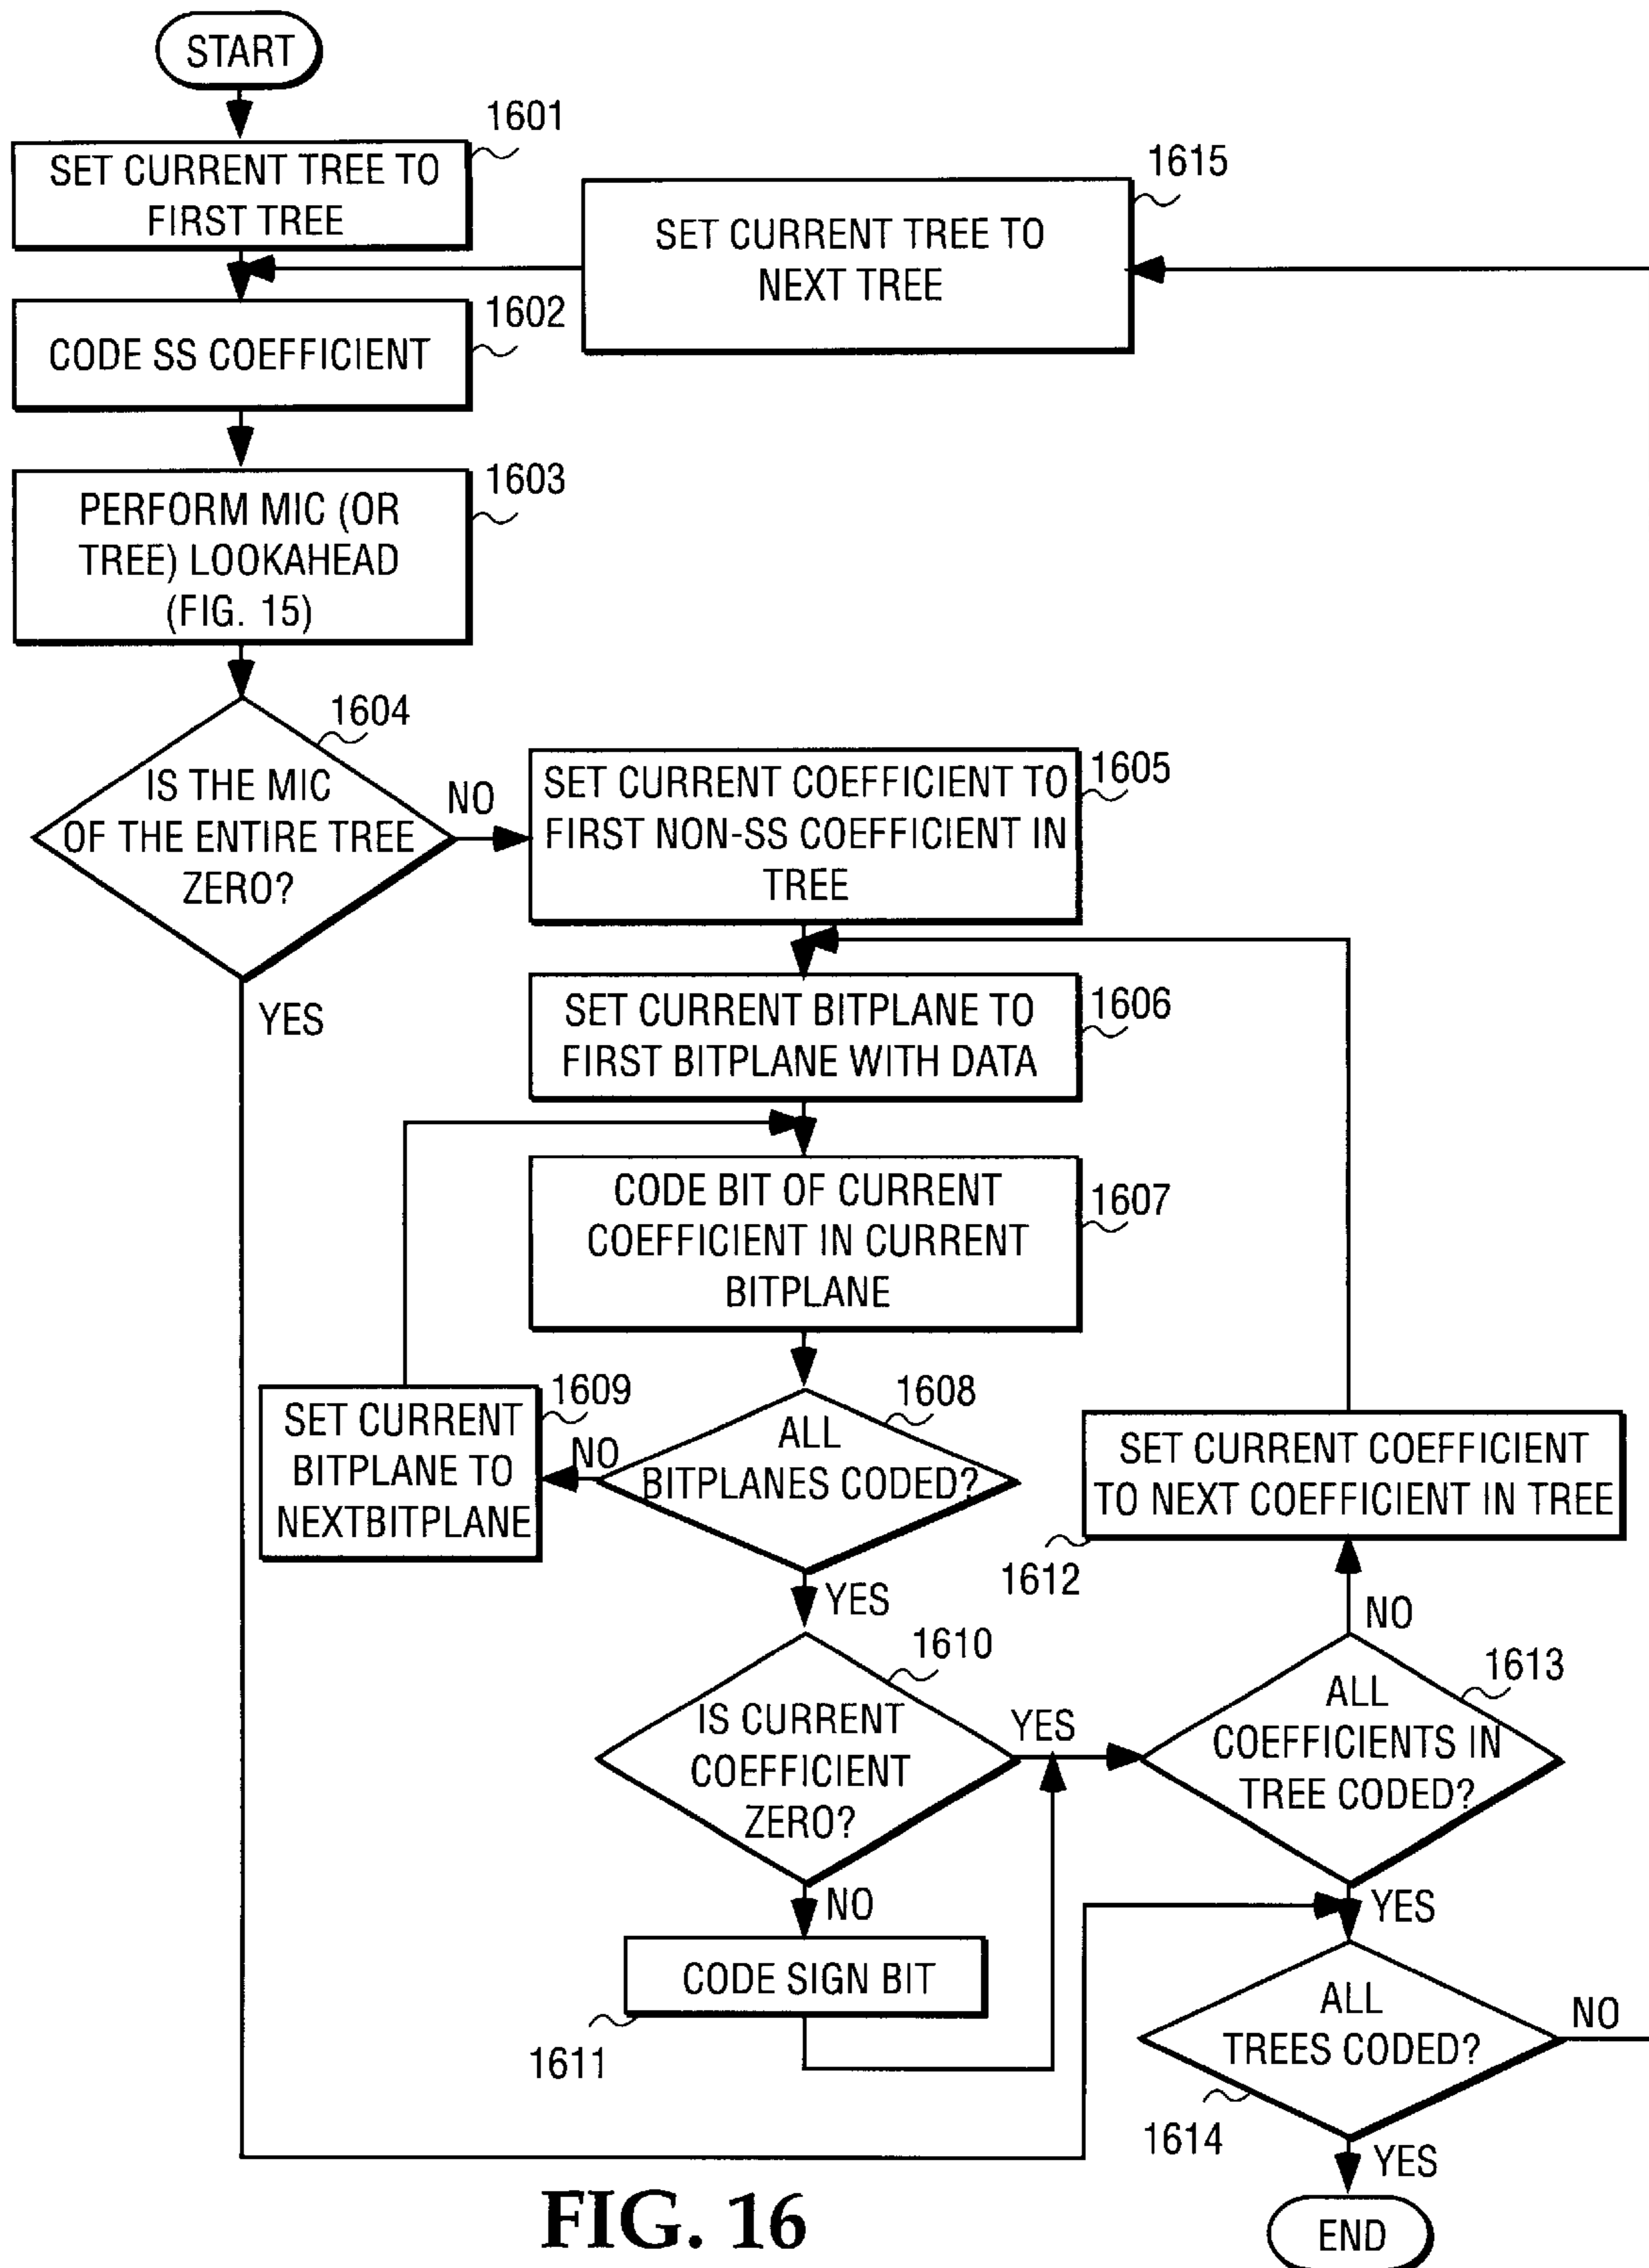 START
1601
SET CURRENT TREE TO
FIRST TREE
1615
SET CURRENT TREE TO
NEXT TREE
1602
CODE SS COEFFICIENT
1603
PERFORM MIC (OR
TREE) LOOKAHEAD
(FIG. 15)
1604
IS THE MIC
OF THE ENTIRE TREE
ZERO?
NO
YES
1605
SET CURRENT COEFFICIENT TO
FIRST NON-SS COEFFICIENT IN
TREE
1606
SET CURRENT BITPLANE TO
FIRST BITPLANE WITH DATA
1607
CODE BIT OF CURRENT
COEFFICIENT IN CURRENT
BITPLANE
1609
SET CURRENT
BITPLANE TO
NEXTBITPLANE
NO
1608
ALL
BITPLANES CODED?
YES
SET CURRENT COEFFICIENT
TO NEXT COEFFICIENT IN TREE
1612
NO
1610
IS CURRENT
COEFFICIENT
ZERO?
YES
NO
1613
ALL
COEFFICIENTS IN
TREE CODED?
YES
CODE SIGN BIT
1611
ALL
TREES CODED?
NO
1614
YES
END
FIG. 16